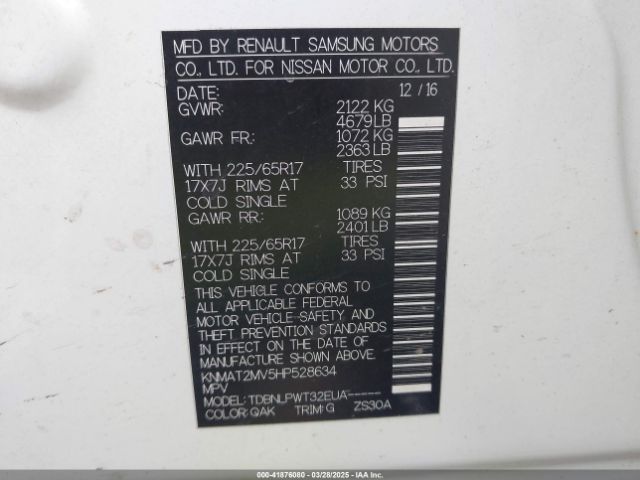 MFD BY RENAULT SAMSUNG MOTORS
CO., LTD. FOR NISSAN MOTOR CO., LTD.
DATE: 12 / 16
GVWR: 2122 KG
4679 LB
GAWR FR: 1072 KG
2363 LB
WITH 225/65R17 TIRES
17X7J RIMS AT 33 PSI
COLD SINGLE
GAWR RR: 1089 KG
2401 LB
WITH 225/65R17 TIRES
17X7J RIMS AT 33 PSI
COLD SINGLE
THIS VEHICLE CONFORMS TO
ALL APPLICABLE FEDERAL
MOTOR VEHICLE SAFETY AND
THEFT PREVENTION STANDARDS
IN EFFECT ON THE DATE OF
MANUFACTURE SHOWN ABOVE.
KNMAT2MV5HP528634
MPV
MODEL: TDBNLPWT32EUA-----
COLOR: QAK TRIM: G ZS30A
000-41876080 - 03/28/2025 - IAAI.com